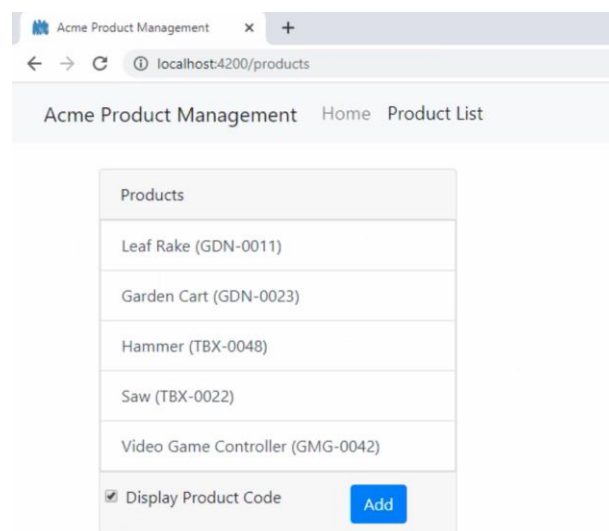 Acme Product Management
localhost:4200/products
Acme Product Management Home Product List
Products
Leaf Rake (GDN-0011)
Garden Cart (GDN-0023)
Hammer (TBX-0048)
Saw (TBX-0022)
Video Game Controller (GMG-0042)
Display Product Code Add